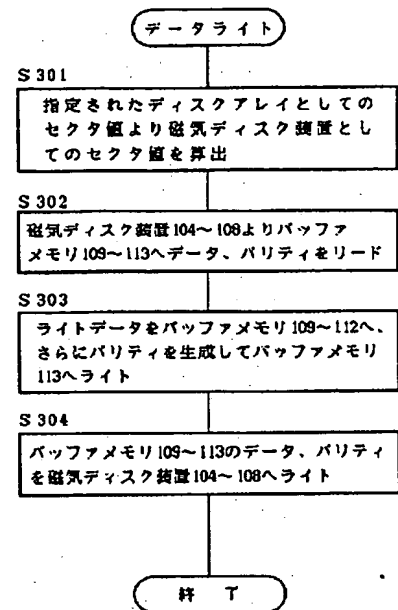 データライト
S301
指定されたディスクアレイとしての
セクタ値より磁気ディスク装置とし
てのセクタ値を算出
S302
磁気ディスク装置104〜108よりバッファ
メモリ109〜113へデータ、パリティをリード
S303
ライトデータをバッファメモリ109〜112へ、
さらにパリティを生成してバッファメモリ
113へライト
S304
バッファメモリ109〜113のデータ、パリティ
を磁気ディスク装置104〜108へライト
終 了